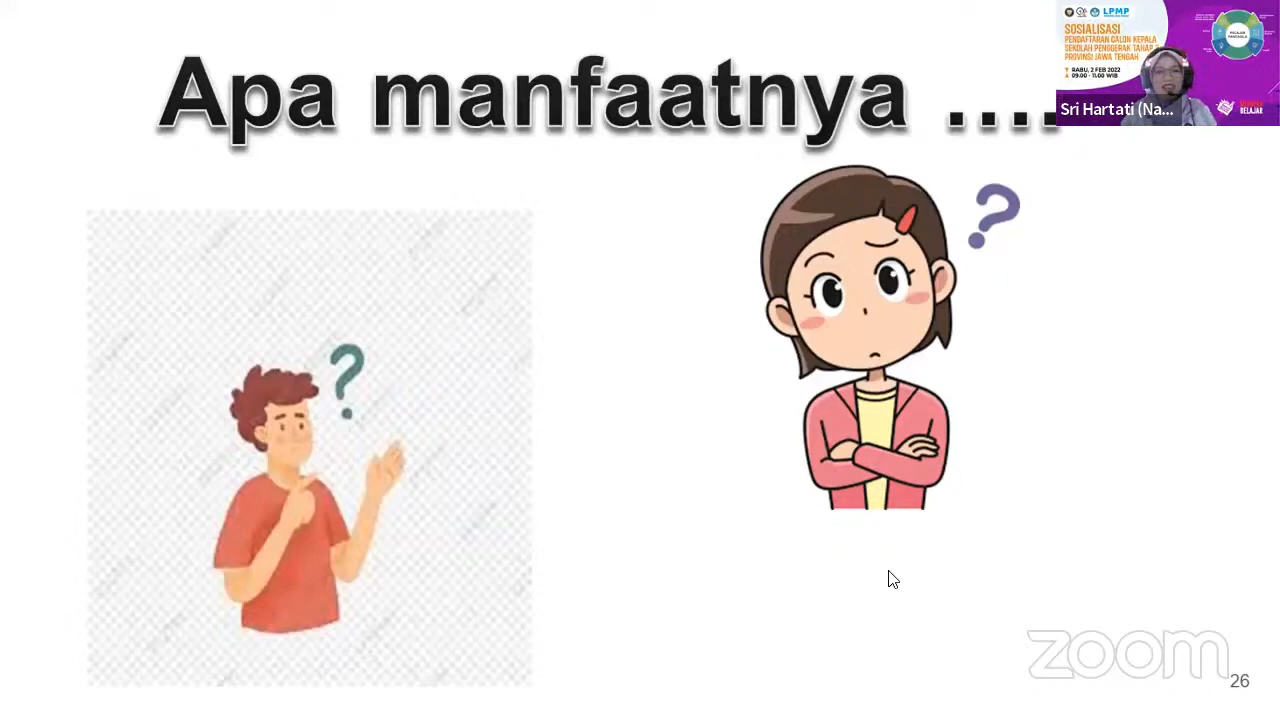 Apa manfaatnya ....
LPMP
SOSIALISASI
PENDAFTARAN CALON KEPALA
SEKOLAH PENGGERAK TAHAP
PROVINSI JAWA TENGAH
RABU, 2 FEB 2022
09.00 - 11.00 WIB
BELAJAR
Sri Hartati (Na...
zoom
26